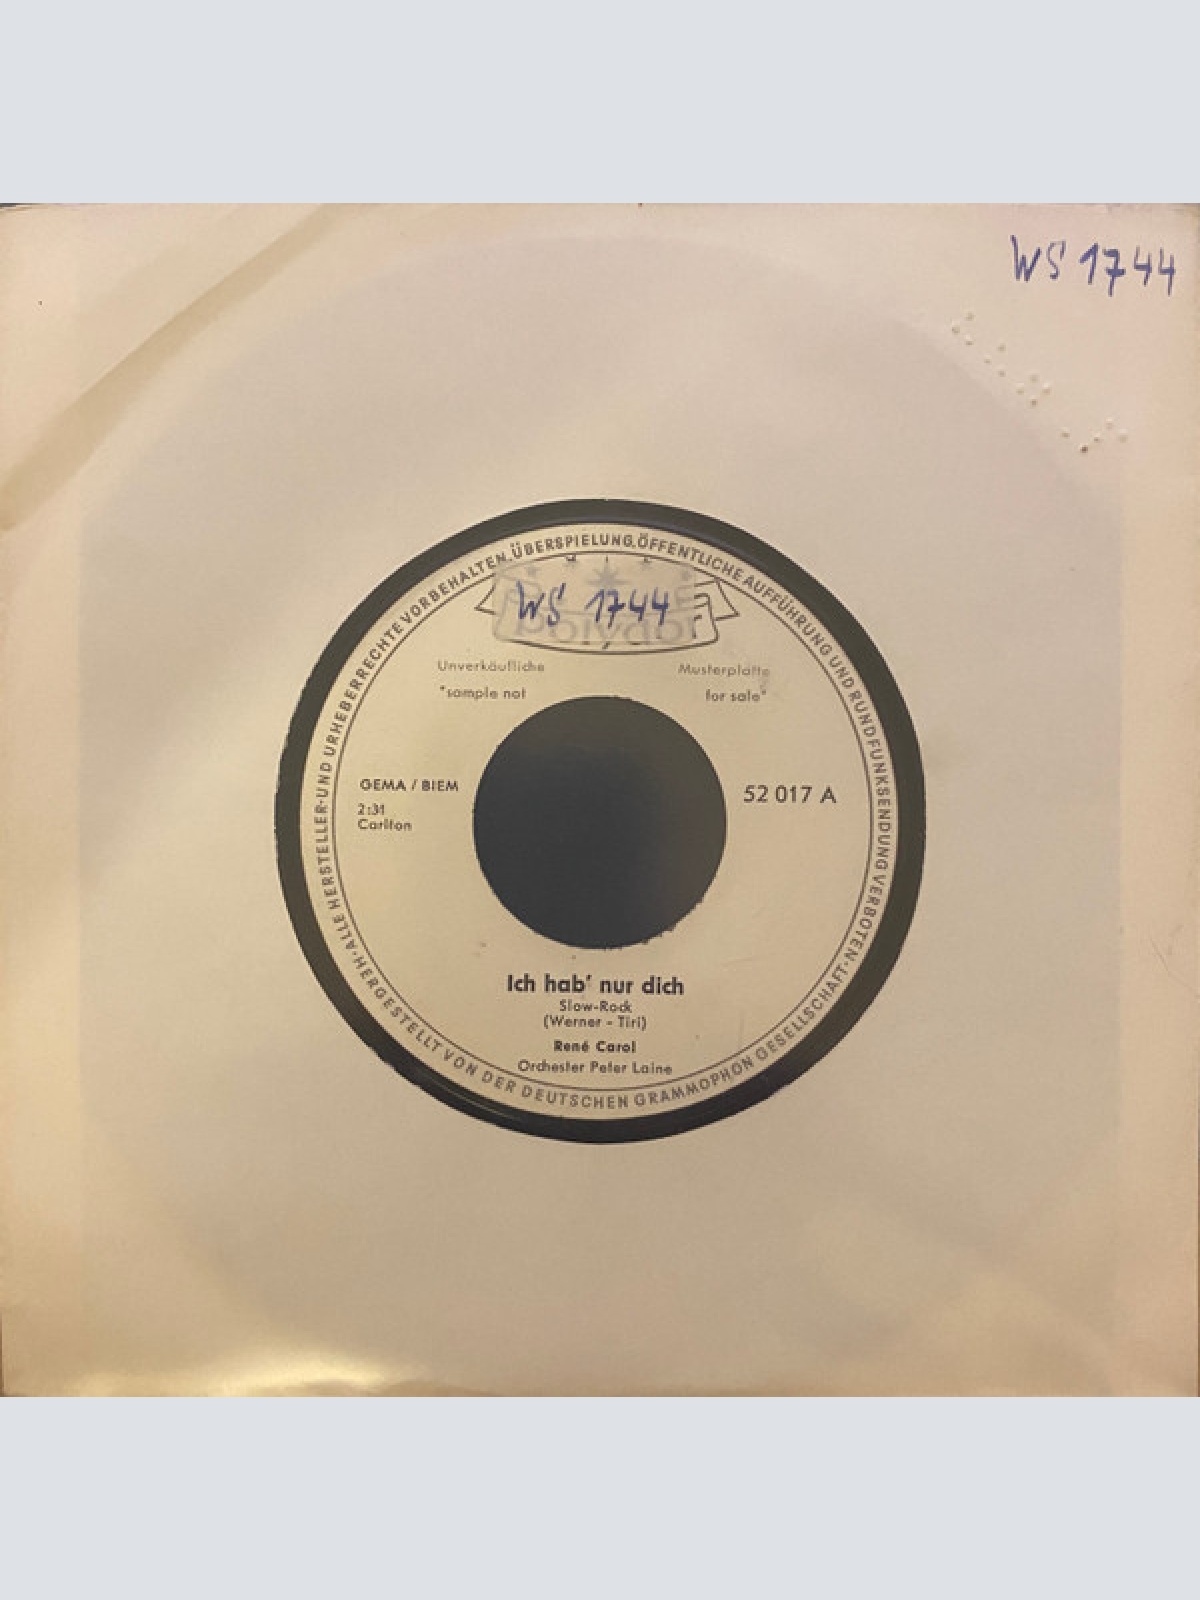 WS 1744
ALLE HERSTELLER- UND URHEBERRECHTE VORBEHALTEN. ÜBERSPIELUNG, ÖFFENTLICHE AUFFÜHRUNG UND RUNDFUNKSENDUNG VERBOTEN·
WS 1744
Polydor
Unverkäufliche Musterplatte
"sample not for sale"
GEMA / BIEM
52 017 A
2:31
Carlton
Ich hab' nur dich
Slow-Rock
(Werner - Tiri)
René Carol
Orchester Peter Laine
·HERGESTELLT VON DER DEUTSCHEN GRAMMOPHON GESELLSCHAFT·